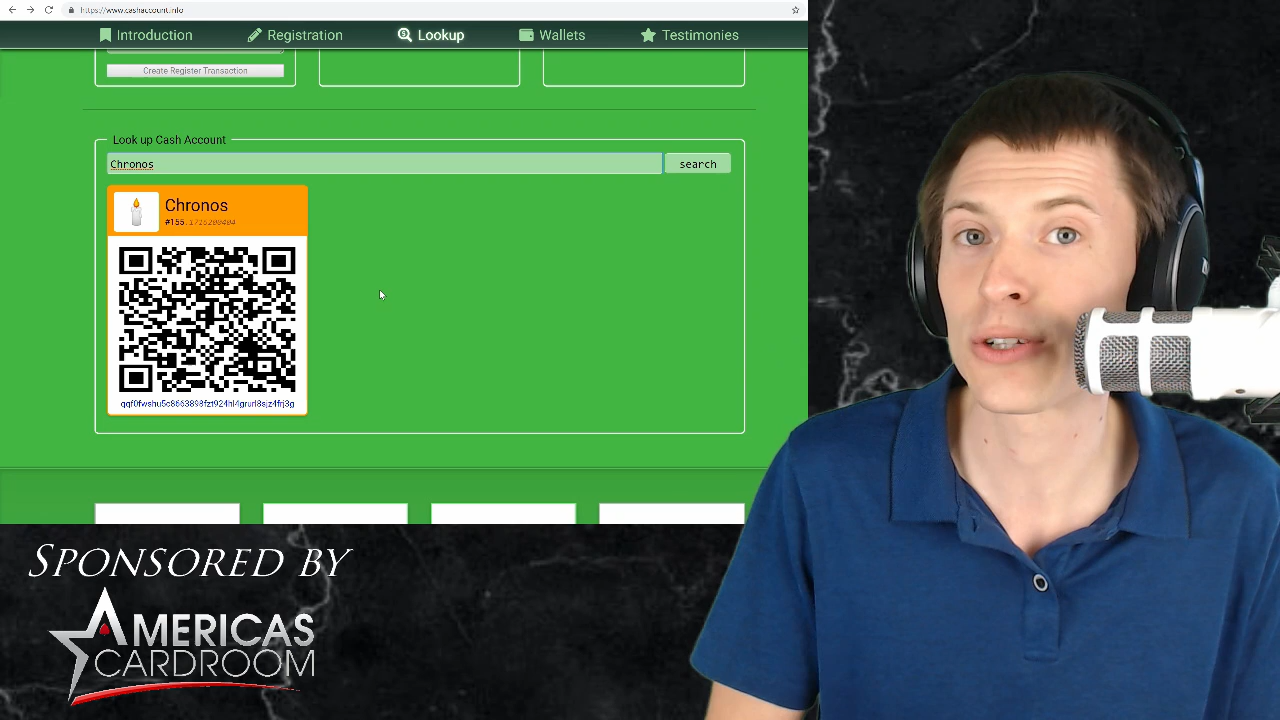 https://www.cashaccount.info
Introduction
Registration
Lookup
Wallets
Testimonies
Create Register Transaction
Look up Cash Account
Chronos
search
Chronos
#155.
SPONSORED BY
AMERICAS
CARDROOM